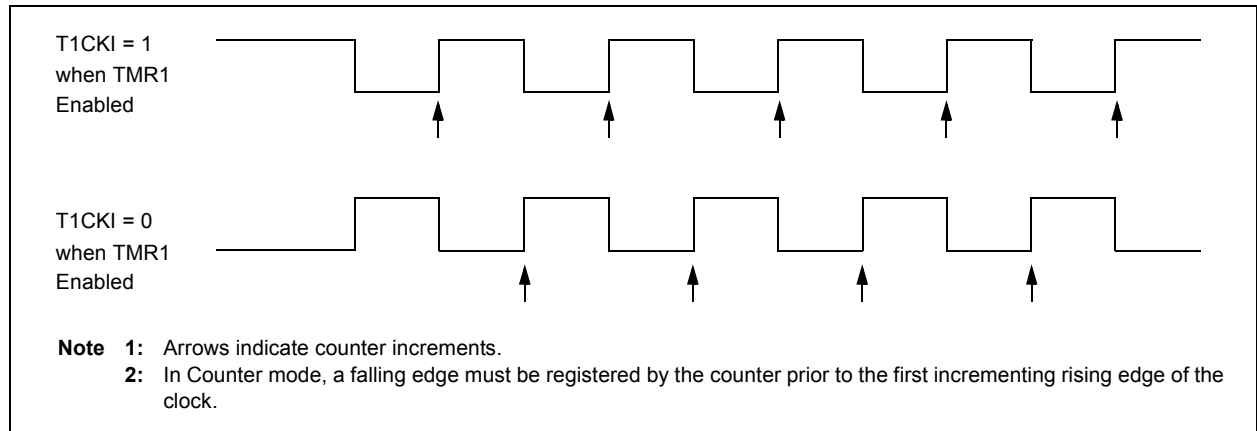 T1CKI = 1
when TMR1
Enabled
T1CKI = 0
when TMR1
Enabled
Note 1: Arrows indicate counter increments.
2: In Counter mode, a falling edge must be registered by the counter prior to the first incrementing rising edge of the
clock.